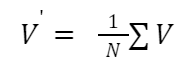 V' = 1/N ∑ V